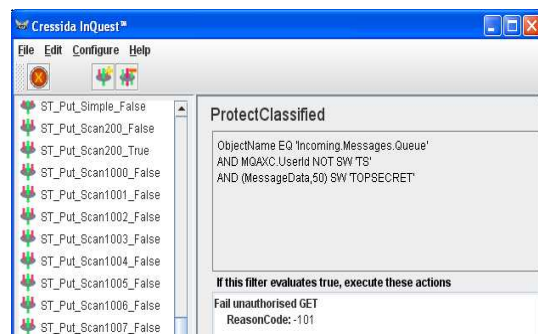 Cressida InQuest™
File Edit Configure Help
ST_Put_Simple_False
ST_Put_Scan200_False
ST_Put_Scan200_True
ST_Put_Scan1000_False
ST_Put_Scan1001_False
ST_Put_Scan1002_False
ST_Put_Scan1003_False
ST_Put_Scan1004_False
ST_Put_Scan1005_False
ST_Put_Scan1006_False
ST_Put_Scan1007_False
ProtectClassified
ObjectName EQ 'Incoming.Messages.Queue'
AND MQAXC.UserId NOT SW 'TS'
AND (MessageData,50) SW 'TOPSECRET'
If this filter evaluates true, execute these actions
Fail unauthorised GET
ReasonCode: -101